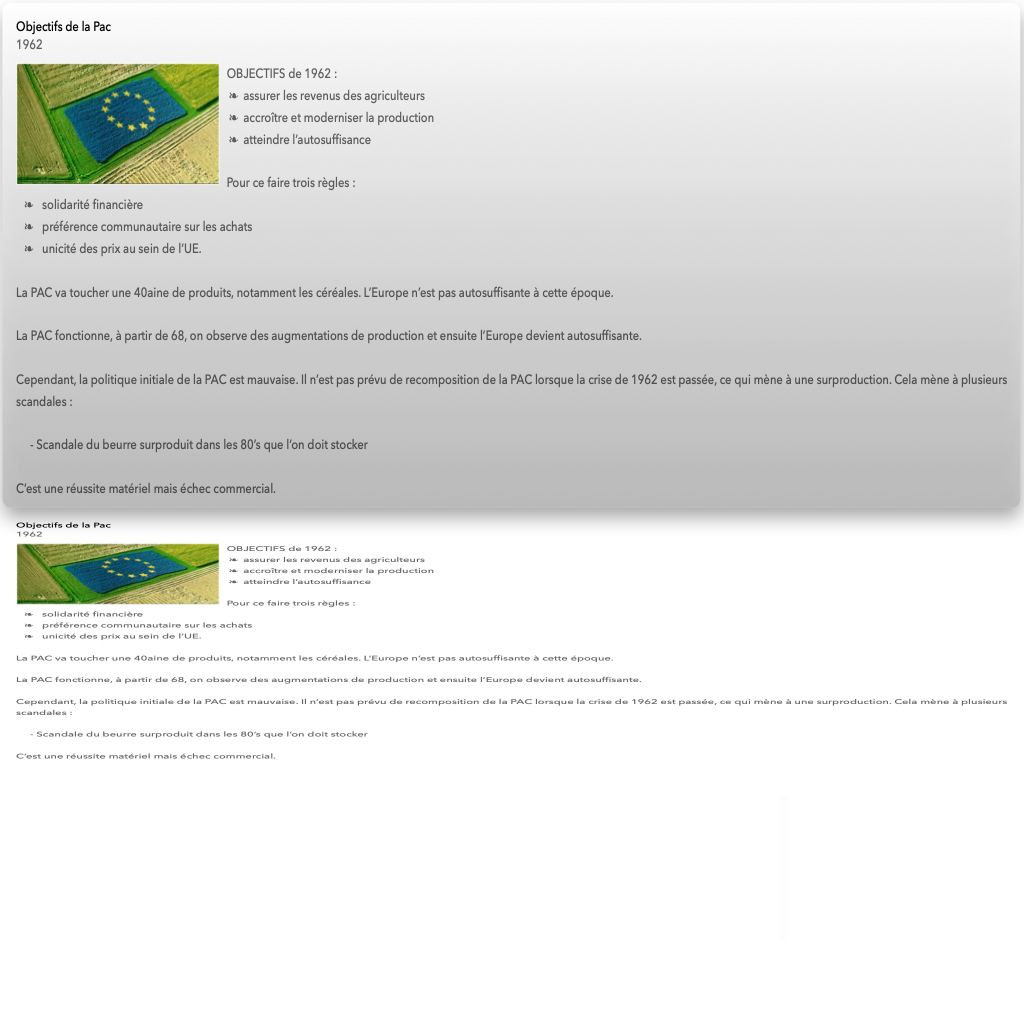 Objectifs de la Pac
1962
OBJECTIFS de 1962 :
❧ assurer les revenus des agriculteurs
❧ accroître et moderniser la production
❧ atteindre l’autosuffisance
Pour ce faire trois règles :
❧ solidarité financière
❧ préférence communautaire sur les achats
❧ unicité des prix au sein de l’UE.
La PAC va toucher une 40aine de produits, notamment les céréales. L’Europe n’est pas autosuffisante à cette époque.
La PAC fonctionne, à partir de 68, on observe des augmentations de production et ensuite l’Europe devient autosuffisante.
Cependant, la politique initiale de la PAC est mauvaise. Il n’est pas prévu de recomposition de la PAC lorsque la crise de 1962 est passée, ce qui mène à une surproduction. Cela mène à plusieurs
scandales :
- Scandale du beurre surproduit dans les 80’s que l’on doit stocker
C’est une réussite matériel mais échec commercial.
Objectifs de la Pac
1962
OBJECTIFS de 1962 :
❧ assurer les revenus des agriculteurs
❧ accroître et moderniser la production
❧ atteindre l’autosuffisance
Pour ce faire trois règles :
❧ solidarité financière
❧ préférence communautaire sur les achats
❧ unicité des prix au sein de l’UE.
La PAC va toucher une 40aine de produits, notamment les céréales. L’Europe n’est pas autosuffisante à cette époque.
La PAC fonctionne, à partir de 68, on observe des augmentations de production et ensuite l’Europe devient autosuffisante.
Cependant, la politique initiale de la PAC est mauvaise. Il n’est pas prévu de recomposition de la PAC lorsque la crise de 1962 est passée, ce qui mène à une surproduction. Cela mène à plusieurs
scandales :
- Scandale du beurre surproduit dans les 80’s que l’on doit stocker
C’est une réussite matériel mais échec commercial.